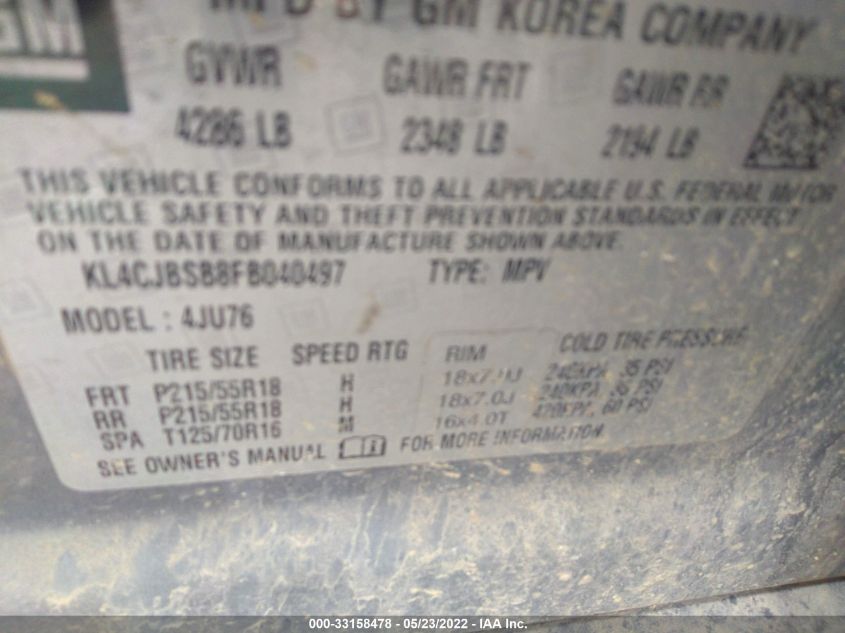 GM
MFD BY GM KOREA COMPANY
GVWR GAWR FRT GAWR RR
4286 LB 2348 LB 2194 LB
THIS VEHICLE CONFORMS TO ALL APPLICABLE U.S. FEDERAL MOTOR
VEHICLE SAFETY AND THEFT PREVENTION STANDARDS IN EFFECT
ON THE DATE OF MANUFACTURE SHOWN ABOVE.
KL4CJBSB8FB040497 TYPE: MPV
MODEL : 4JU76
TIRE SIZE SPEED RTG RIM COLD TIRE PRESSURE
FRT P215/55R18 H 18x7.0J 240KPA, 35 PSI
RR P215/55R18 H 18x7.0J 240KPA, 35 PSI
SPA T125/70R16 M 16x4.0T 420KPA, 60 PSI
SEE OWNER'S MANUAL FOR MORE INFORMATION
000-33158478 - 05/23/2022 - IAA Inc.